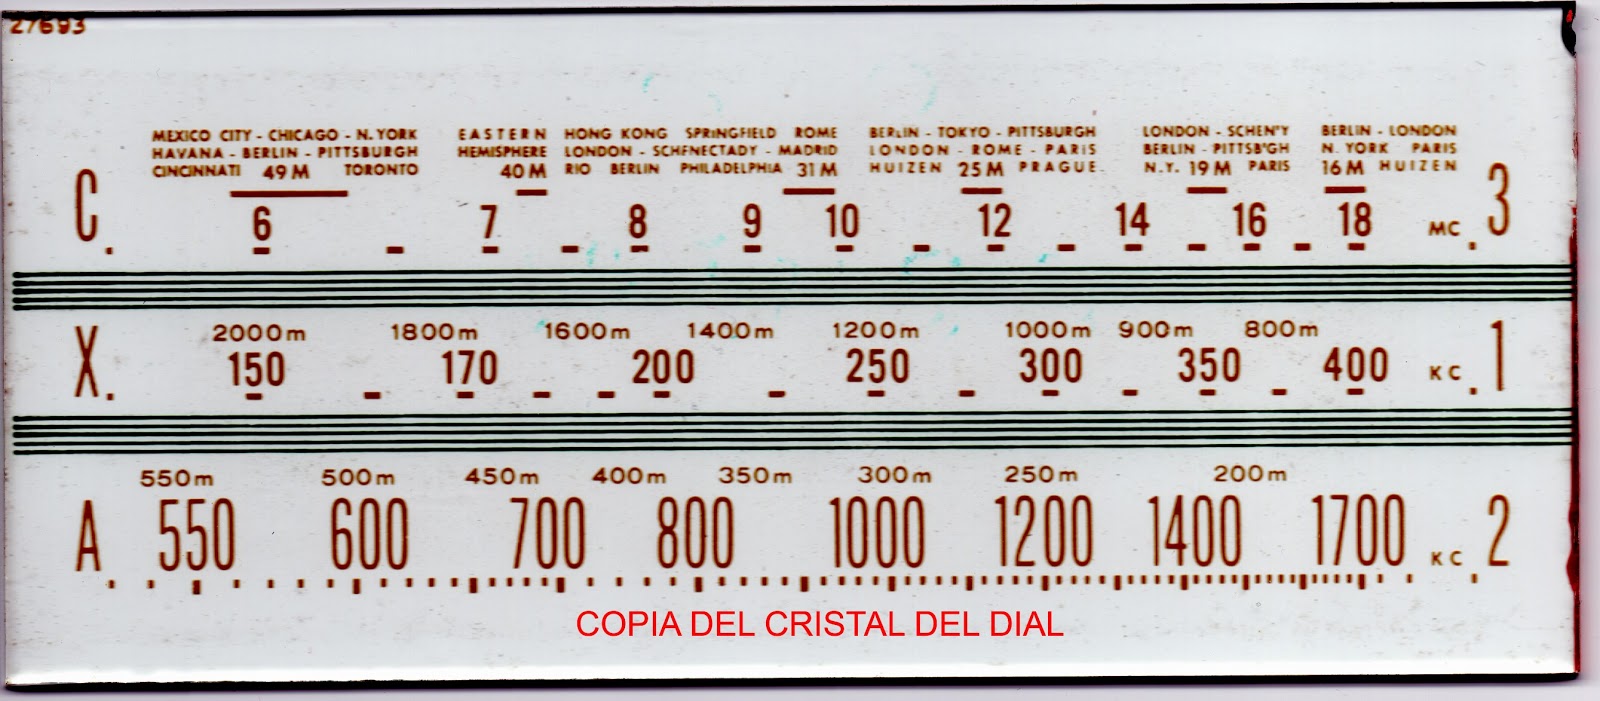 27693
MEXICO CITY - CHICAGO - N. YORK EASTERN HONG KONG SPRINGFIELD ROME BERLIN - TOKYO - PITTSBURGH LONDON - SCHEN'Y BERLIN - LONDON
HAVANA - BERLIN - PITTSBURGH HEMISPHERE LONDON - SCHENECTADY - MADRID LONDON - ROME - PARIS BERLIN - PITTSB'GH N. YORK PARIS
CINCINNATI 49 M TORONTO 40 M RIO BERLIN PHILADELPHIA 31 M HUIZEN 25 M PRAGUE. N.Y. 19 M PARIS 16 M HUIZEN
C. 6 7 8 9 10 12 14 16 18 MC. 3
2000m 1800m 1600m 1400m 1200m 1000m 900m 800m
X. 150 170 200 250 300 350 400 KC. 1
550m 500m 450m 400m 350m 300m 250m 200m
A. 550 600 700 800 1000 1200 1400 1700 KC. 2
COPIA DEL CRISTAL DEL DIAL